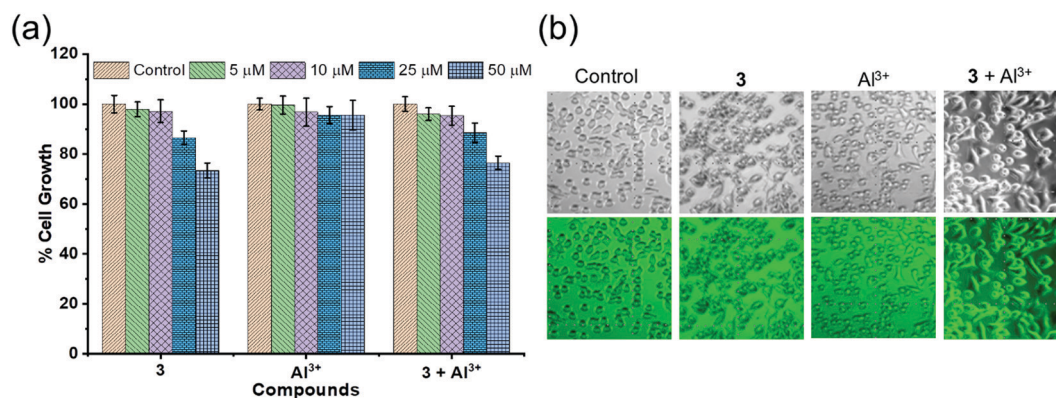 (a)
120
100
80
60
40
20
0
% Cell Growth
Control 5 μM 10 μM 25 μM 50 μM
3 Al³⁺ 3 + Al³⁺
Compounds
(b)
Control 3 Al³⁺ 3 + Al³⁺